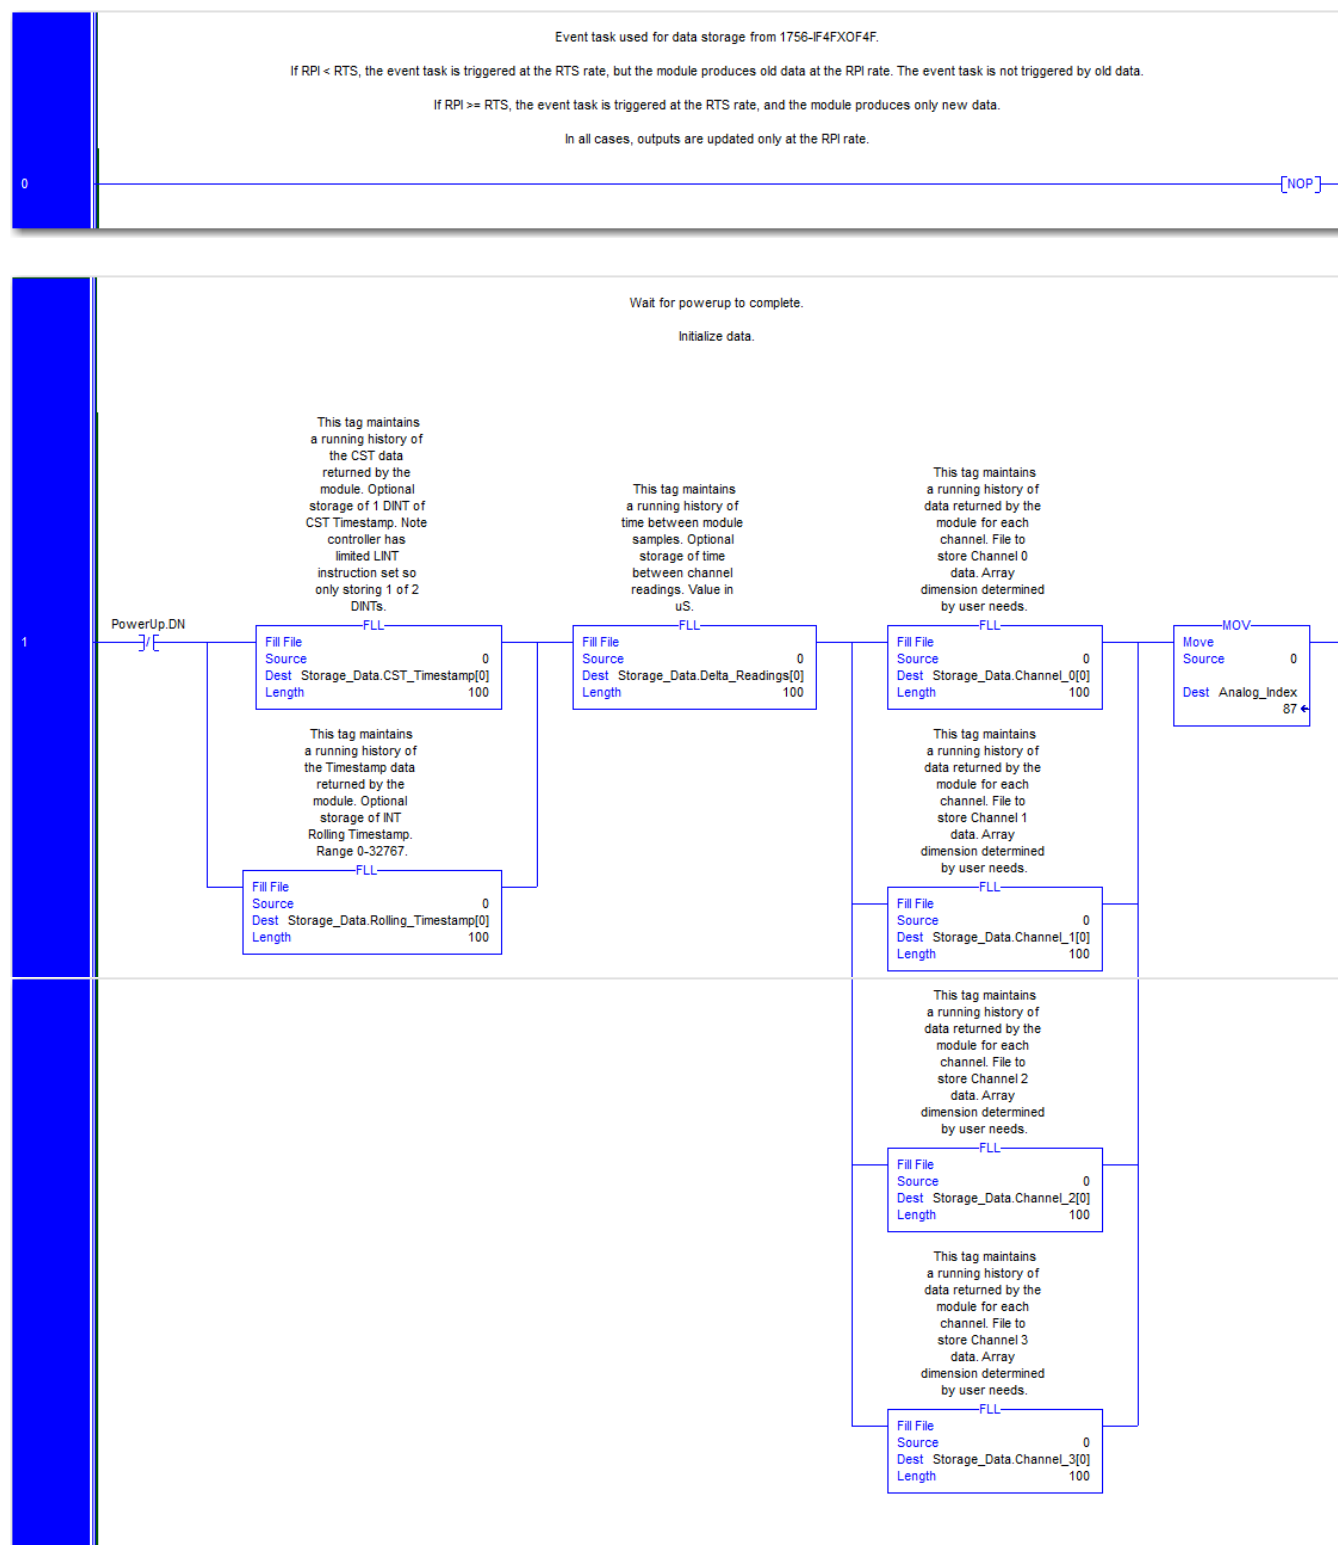 Event task used for data storage from 1756-IF4FXOF4F.
If RPI < RTS, the event task is triggered at the RTS rate, but the module produces old data at the RPI rate. The event task is not triggered by old data.
If RPI >= RTS, the event task is triggered at the RTS rate, and the module produces only new data.
In all cases, outputs are updated only at the RPI rate.
0
NOP
Wait for powerup to complete.
Initialize data.
1
PowerUp.DN
This tag maintains
a running history of
the CST data
returned by the
module. Optional
storage of 1 DINT of
CST Timestamp. Note
controller has
limited LINT
instruction set so
only storing 1 of 2
DINTs.
FLL
Fill File
Source 0
Dest Storage_Data.CST_Timestamp[0]
Length 100
This tag maintains
a running history of
the Timestamp data
returned by the
module. Optional
storage of INT
Rolling Timestamp.
Range 0-32767.
FLL
Fill File
Source 0
Dest Storage_Data.Rolling_Timestamp[0]
Length 100
This tag maintains
a running history of
time between module
samples. Optional
storage of time
between channel
readings. Value in
uS.
FLL
Fill File
Source 0
Dest Storage_Data.Delta_Readings[0]
Length 100
This tag maintains
a running history of
data returned by the
module for each
channel. File to
store Channel 0
data. Array
dimension determined
by user needs.
FLL
Fill File
Source 0
Dest Storage_Data.Channel_0[0]
Length 100
This tag maintains
a running history of
data returned by the
module for each
channel. File to
store Channel 1
data. Array
dimension determined
by user needs.
FLL
Fill File
Source 0
Dest Storage_Data.Channel_1[0]
Length 100
This tag maintains
a running history of
data returned by the
module for each
channel. File to
store Channel 2
data. Array
dimension determined
by user needs.
FLL
Fill File
Source 0
Dest Storage_Data.Channel_2[0]
Length 100
This tag maintains
a running history of
data returned by the
module for each
channel. File to
store Channel 3
data. Array
dimension determined
by user needs.
FLL
Fill File
Source 0
Dest Storage_Data.Channel_3[0]
Length 100
MOV
Move
Source 0
Dest Analog_Index
87